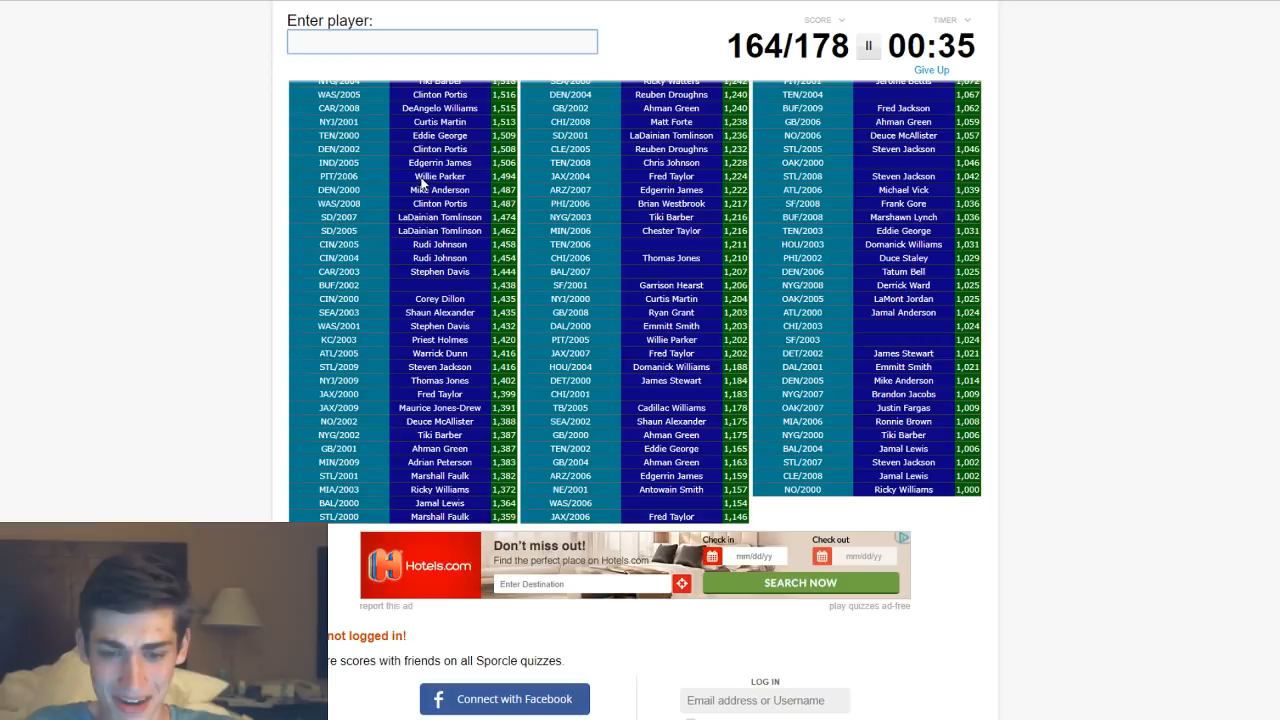 Enter player:
SCORE
TIMER
164/178
00:35
Give Up
NYG/2004 Tiki Barber 1,518 SEA/2000 Ricky Watters 1,242 PIT/2001 Jerome Bettis 1,072
WAS/2005 Clinton Portis 1,516 DEN/2004 Reuben Droughns 1,240 TEN/2004 1,067
CAR/2008 DeAngelo Williams 1,515 GB/2002 Ahman Green 1,240 BUF/2009 Fred Jackson 1,062
NYJ/2001 Curtis Martin 1,513 CHI/2008 Matt Forte 1,238 GB/2006 Ahman Green 1,059
TEN/2000 Eddie George 1,509 SD/2001 LaDainian Tomlinson 1,236 NO/2006 Deuce McAllister 1,057
DEN/2002 Clinton Portis 1,508 CLE/2005 Reuben Droughns 1,232 STL/2005 Steven Jackson 1,046
IND/2005 Edgerrin James 1,506 TEN/2008 Chris Johnson 1,228 OAK/2000 1,046
PIT/2006 Willie Parker 1,494 JAX/2004 Fred Taylor 1,224 STL/2008 Steven Jackson 1,042
DEN/2000 Mike Anderson 1,487 ARZ/2007 Edgerrin James 1,222 ATL/2006 Michael Vick 1,039
WAS/2008 Clinton Portis 1,487 PHI/2006 Brian Westbrook 1,217 SF/2008 Frank Gore 1,036
SD/2007 LaDainian Tomlinson 1,474 NYG/2003 Tiki Barber 1,216 BUF/2008 Marshawn Lynch 1,036
SD/2005 LaDainian Tomlinson 1,462 MIN/2006 Chester Taylor 1,216 TEN/2003 Eddie George 1,031
CIN/2005 Rudi Johnson 1,458 TEN/2006 1,211 HOU/2003 Domanick Williams 1,031
CIN/2004 Rudi Johnson 1,454 CHI/2006 Thomas Jones 1,210 PHI/2002 Duce Staley 1,029
CAR/2003 Stephen Davis 1,444 BAL/2007 1,207 DEN/2006 Tatum Bell 1,025
BUF/2002 1,438 SF/2001 Garrison Hearst 1,206 NYG/2008 Derrick Ward 1,025
CIN/2000 Corey Dillon 1,435 NYJ/2000 Curtis Martin 1,204 OAK/2005 LaMont Jordan 1,025
SEA/2003 Shaun Alexander 1,435 GB/2008 Ryan Grant 1,203 ATL/2000 Jamal Anderson 1,024
WAS/2001 Stephen Davis 1,432 DAL/2000 Emmitt Smith 1,203 CHI/2003 1,024
KC/2003 Priest Holmes 1,420 PIT/2005 Willie Parker 1,202 SF/2003 1,024
ATL/2005 Warrick Dunn 1,416 JAX/2007 Fred Taylor 1,202 DET/2002 James Stewart 1,021
STL/2009 Steven Jackson 1,416 HOU/2004 Domanick Williams 1,188 DAL/2001 Emmitt Smith 1,021
NYJ/2009 Thomas Jones 1,402 DET/2000 James Stewart 1,184 DEN/2005 Mike Anderson 1,014
JAX/2000 Fred Taylor 1,399 CHI/2001 1,183 NYG/2007 Brandon Jacobs 1,009
JAX/2009 Maurice Jones-Drew 1,391 TB/2005 Cadillac Williams 1,178 OAK/2007 Justin Fargas 1,009
NO/2002 Deuce McAllister 1,388 SEA/2002 Shaun Alexander 1,175 MIA/2006 Ronnie Brown 1,008
NYG/2002 Tiki Barber 1,387 GB/2000 Ahman Green 1,175 NYG/2000 Tiki Barber 1,006
GB/2001 Ahman Green 1,387 TEN/2002 Eddie George 1,165 BAL/2004 Jamal Lewis 1,006
MIN/2009 Adrian Peterson 1,383 GB/2004 Ahman Green 1,163 STL/2007 Steven Jackson 1,002
STL/2001 Marshall Faulk 1,382 ARZ/2006 Edgerrin James 1,159 CLE/2008 Jamal Lewis 1,002
MIA/2003 Ricky Williams 1,372 NE/2001 Antowain Smith 1,157 NO/2000 Ricky Williams 1,000
BAL/2000 Jamal Lewis 1,364 WAS/2006 1,154
STL/2000 Marshall Faulk 1,359 JAX/2006 Fred Taylor 1,146
Hotels.com
Don't miss out!
Find the perfect place on Hotels.com
Enter Destination
Check in
mm/dd/yy
Check out
mm/dd/yy
SEARCH NOW
report this ad
play quizzes ad-free
not logged in!
re scores with friends on all Sporcle quizzes.
LOG IN
Connect with Facebook
Email address or Username